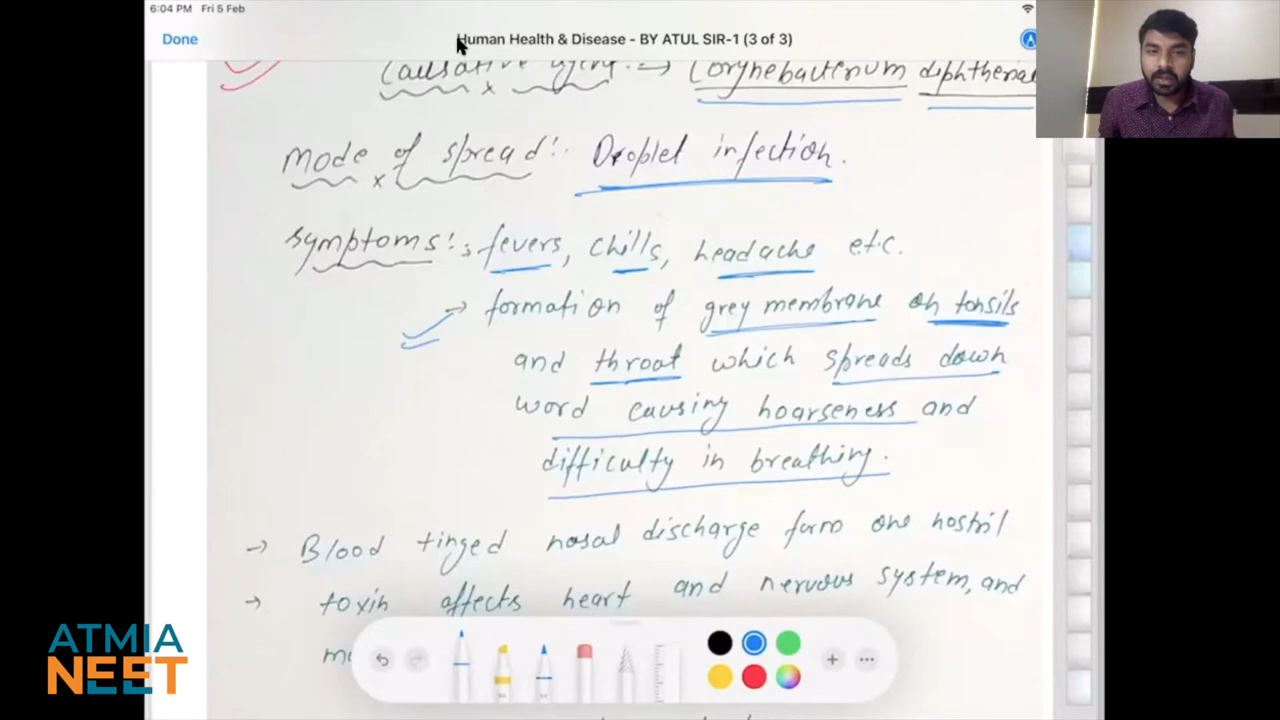 6:04 PM Fri 5 Feb
Done
Human Health & Disease - BY ATUL SIR-1 (3 of 3)
Causative agent :→ Corynebacterium diphtheriae
mode of spread :- Droplet infection.
Symptoms :- fevers, chills, headache etc.
→ formation of grey membrane on tonsils
and throat which spreads down
word causing hoarseness and
difficulty in breathing.
→ Blood tinged nasal discharge form one nostril
→ toxin affects heart and nervous system, and
ATMIA
NEET